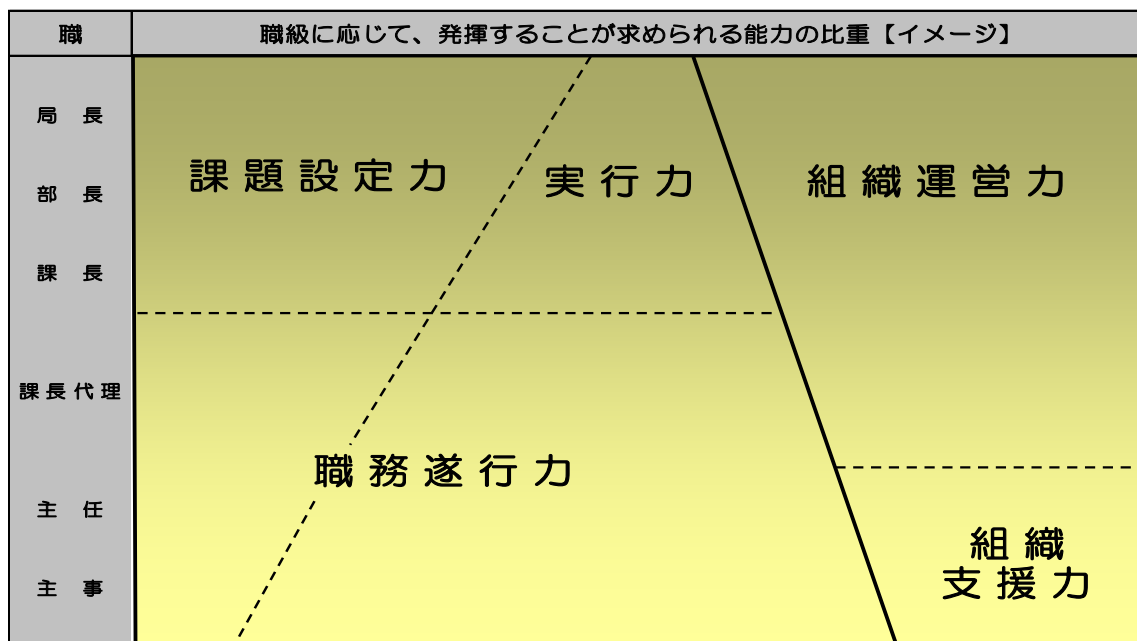 職
職級に応じて、発揮することが求められる能力の比重【イメージ】
局 長
部 長
課 長
課長代理
主 任
主 事
課題設定力
実行力
組織運営力
職務遂行力
組織
支援力